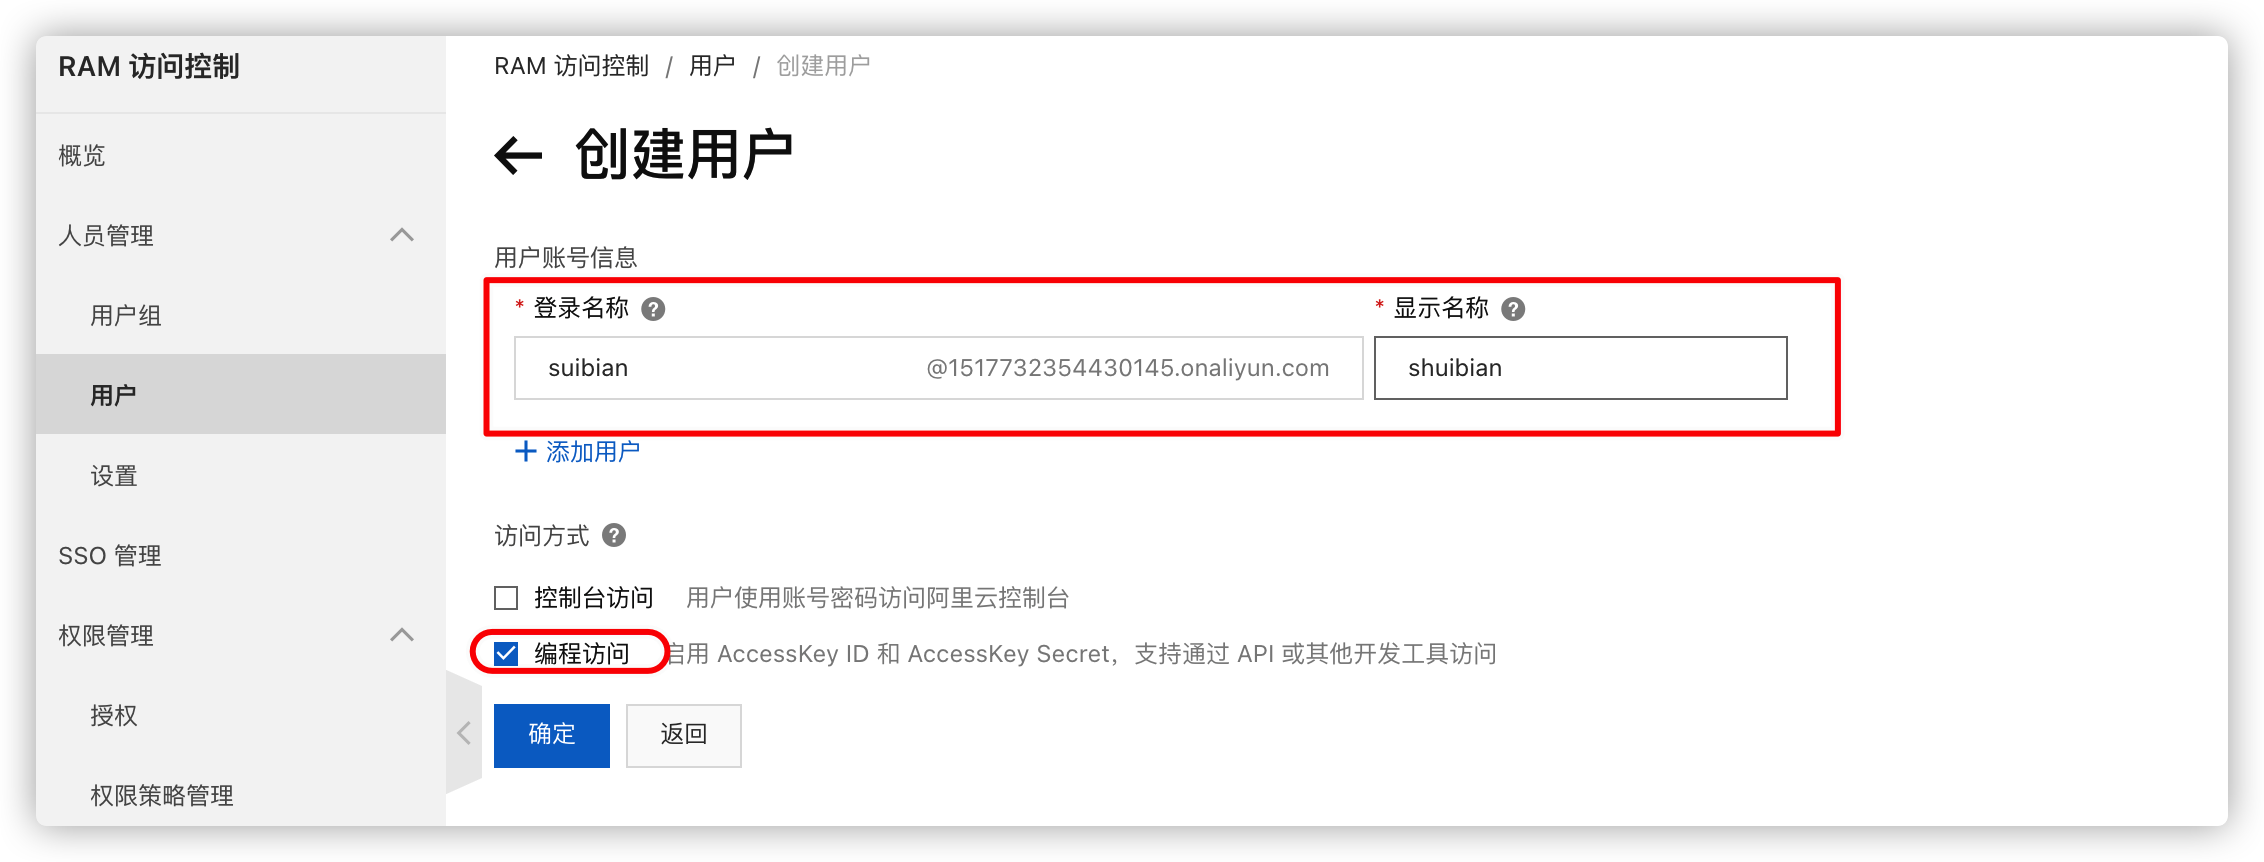 RAM 访问控制
概览
人员管理
用户组
用户
设置
SSO 管理
权限管理
授权
权限策略管理
RAM 访问控制 / 用户 / 创建用户
← 创建用户
用户账号信息
* 登录名称 ? * 显示名称 ?
suibian @1517732354430145.onaliyun.com shuibian
+ 添加用户
访问方式 ?
控制台访问 用户使用账号密码访问阿里云控制台
编程访问 启用 AccessKey ID 和 AccessKey Secret，支持通过 API 或其他开发工具访问
确定 返回